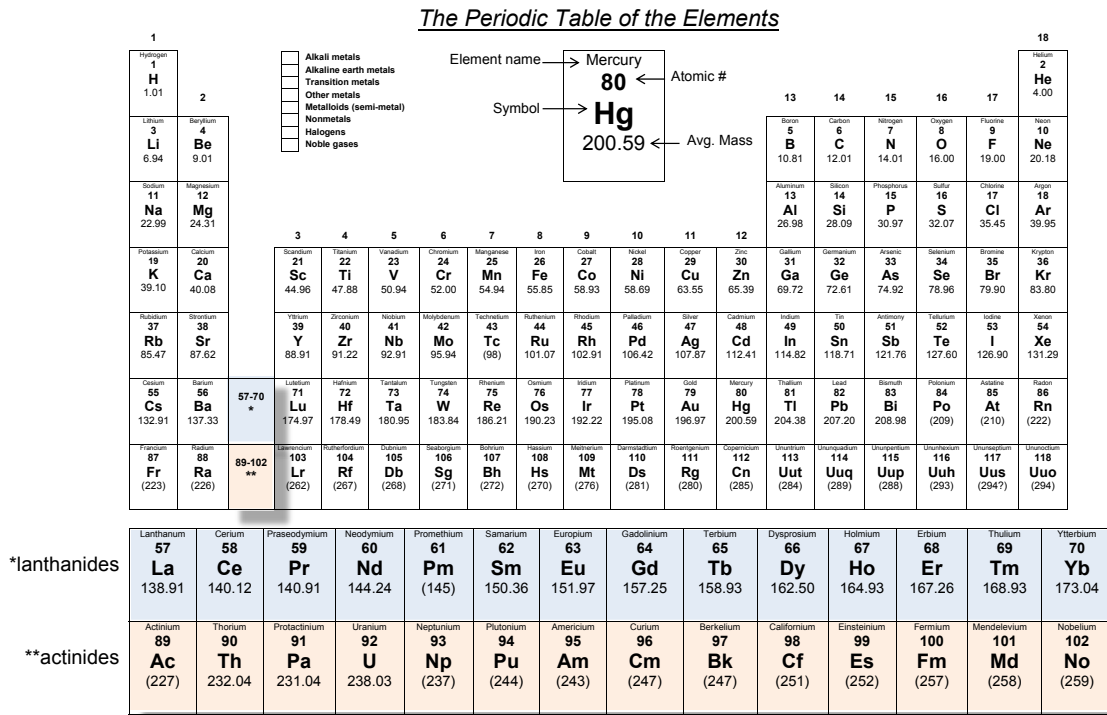 The Periodic Table of the Elements
1
18
Hydrogen
1
H
1.01
2
Alkali metals
Alkaline earth metals
Transition metals
Other metals
Metalloids (semi-metal)
Nonmetals
Halogens
Noble gases
Element name
Mercury
80
Atomic #
Symbol
Hg
200.59
Avg. Mass
Helium
2
He
4.00
13 14 15 16 17
Lithium Beryllium Boron Carbon Nitrogen Oxygen Fluorine Neon
3 4 5 6 7 8 9 10
Li Be B C N O F Ne
6.94 9.01 10.81 12.01 14.01 16.00 19.00 20.18
Sodium Magnesium Aluminum Silicon Phosphorus Sulfur Chlorine Argon
11 12 13 14 15 16 17 18
Na Mg Al Si P S Cl Ar
22.99 24.31 26.98 28.09 30.97 32.07 35.45 39.95
3 4 5 6 7 8 9 10 11 12
Potassium Calcium Scandium Titanium Vanadium Chromium Manganese Iron Cobalt Nickel Copper Zinc Gallium Germanium Arsenic Selenium Bromine Krypton
19 20 21 22 23 24 25 26 27 28 29 30 31 32 33 34 35 36
K Ca Sc Ti V Cr Mn Fe Co Ni Cu Zn Ga Ge As Se Br Kr
39.10 40.08 44.96 47.88 50.94 52.00 54.94 55.85 58.93 58.69 63.55 65.39 69.72 72.61 74.92 78.96 79.90 83.80
Rubidium Strontium Yttrium Zirconium Niobium Molybdenum Technetium Ruthenium Rhodium Palladium Silver Cadmium Indium Tin Antimony Tellurium Iodine Xenon
37 38 39 40 41 42 43 44 45 46 47 48 49 50 51 52 53 54
Rb Sr Y Zr Nb Mo Tc Ru Rh Pd Ag Cd In Sn Sb Te I Xe
85.47 87.62 88.91 91.22 92.91 95.94 (98) 101.07 102.91 106.42 107.87 112.41 114.82 118.71 121.76 127.60 126.90 131.29
Cesium Barium Lutetium Hafnium Tantalum Tungsten Rhenium Osmium Iridium Platinum Gold Mercury Thallium Lead Bismuth Polonium Astatine Radon
55 56 57-70 71 72 73 74 75 76 77 78 79 80 81 82 83 84 85 86
Cs Ba * Lu Hf Ta W Re Os Ir Pt Au Hg Tl Pb Bi Po At Rn
132.91 137.33 174.97 178.49 180.95 183.84 186.21 190.23 192.22 195.08 196.97 200.59 204.38 207.20 208.98 (209) (210) (222)
Francium Radium Lawrencium Rutherfordium Dubnium Seaborgium Bohrium Hassium Meitnerium Darmstadtium Roentgenium Copernicium Ununtrium Ununquadium Ununpentium Ununhexium Ununseptium Ununoctium
87 88 89-102 103 104 105 106 107 108 109 110 111 112 113 114 115 116 117 118
Fr Ra ** Lr Rf Db Sg Bh Hs Mt Ds Rg Cn Uut Uuq Uup Uuh Uus Uuo
(223) (226) (262) (267) (268) (271) (272) (270) (276) (281) (280) (285) (284) (289) (288) (293) (294?) (294)
*lanthanides
Lanthanum Cerium Praseodymium Neodymium Promethium Samarium Europium Gadolinium Terbium Dysprosium Holmium Erbium Thulium Ytterbium
57 58 59 60 61 62 63 64 65 66 67 68 69 70
La Ce Pr Nd Pm Sm Eu Gd Tb Dy Ho Er Tm Yb
138.91 140.12 140.91 144.24 (145) 150.36 151.97 157.25 158.93 162.50 164.93 167.26 168.93 173.04
**actinides
Actinium Thorium Protactinium Uranium Neptunium Plutonium Americium Curium Berkelium Californium Einsteinium Fermium Mendelevium Nobelium
89 90 91 92 93 94 95 96 97 98 99 100 101 102
Ac Th Pa U Np Pu Am Cm Bk Cf Es Fm Md No
(227) 232.04 231.04 238.03 (237) (244) (243) (247) (247) (251) (252) (257) (258) (259)